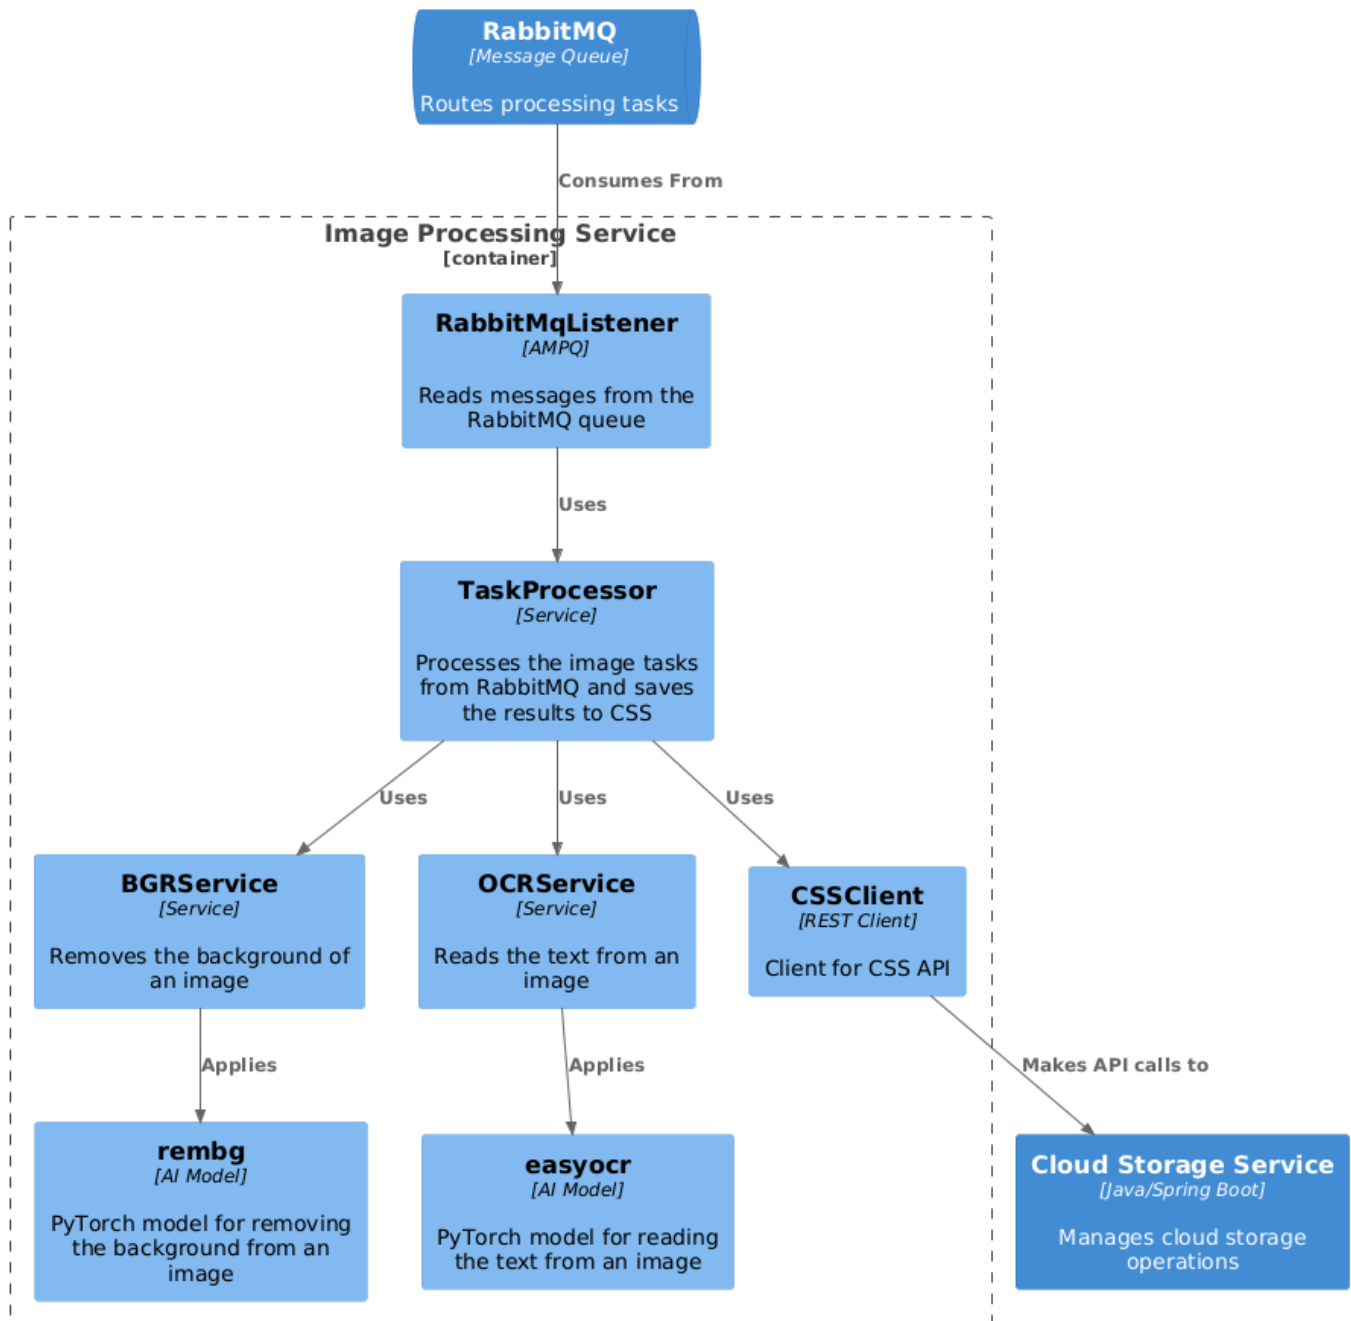 RabbitMQ
[Message Queue]
Routes processing tasks
Consumes From
Image Processing Service
[container]
RabbitMqListener
[AMPQ]
Reads messages from the
RabbitMQ queue
Uses
TaskProcessor
[Service]
Processes the image tasks
from RabbitMQ and saves
the results to CSS
Uses
Uses
Uses
BGRService
[Service]
Removes the background of
an image
OCRService
[Service]
Reads the text from an
image
CSSClient
[REST Client]
Client for CSS API
Applies
Applies
Makes API calls to
rembg
[AI Model]
PyTorch model for removing
the background from an
image
easyocr
[AI Model]
PyTorch model for reading
the text from an image
Cloud Storage Service
[Java/Spring Boot]
Manages cloud storage
operations